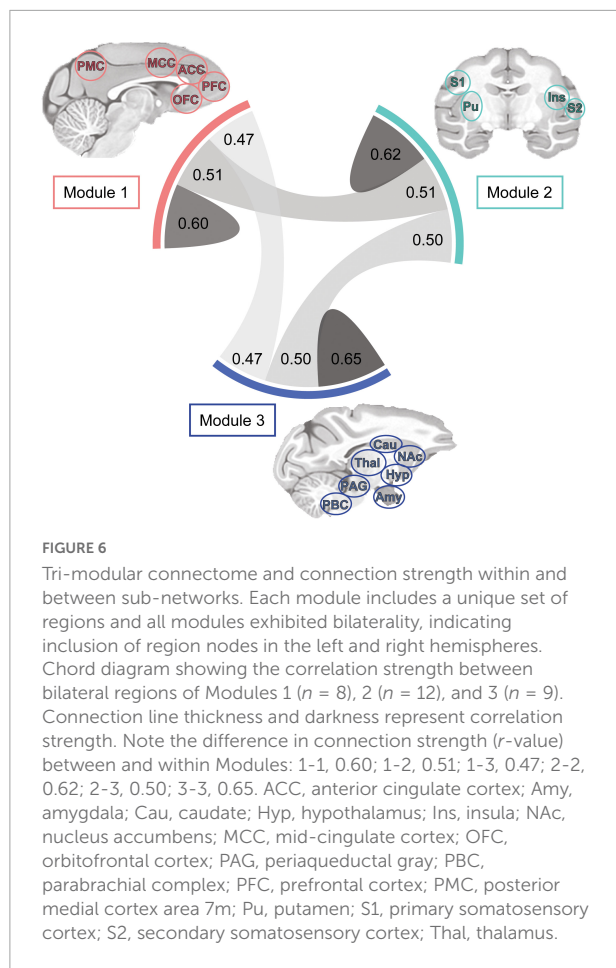 PMC
MCC
ACC
PFC
OFC
S1
Pu
Ins
S2
0.47
0.51
0.60
Module 1
0.62
0.51
0.50
Module 2
0.47
0.50
0.65
Module 3
Cau
Thal
NAc
Hyp
PAG
Amy
PBC
FIGURE 6
Tri-modular connectome and connection strength within and
between sub-networks. Each module includes a unique set of
regions and all modules exhibited bilaterality, indicating
inclusion of region nodes in the left and right hemispheres.
Chord diagram showing the correlation strength between
bilateral regions of Modules 1 (n = 8), 2 (n = 12), and 3 (n = 9).
Connection line thickness and darkness represent correlation
strength. Note the difference in connection strength (r-value)
between and within Modules: 1-1, 0.60; 1-2, 0.51; 1-3, 0.47; 2-2,
0.62; 2-3, 0.50; 3-3, 0.65. ACC, anterior cingulate cortex; Amy,
amygdala; Cau, caudate; Hyp, hypothalamus; Ins, insula; NAc,
nucleus accumbens; MCC, mid-cingulate cortex; OFC,
orbitofrontal cortex; PAG, periaqueductal gray; PBC,
parabrachial complex; PFC, prefrontal cortex; PMC, posterior
medial cortex area 7m; Pu, putamen; S1, primary somatosensory
cortex; S2, secondary somatosensory cortex; Thal, thalamus.